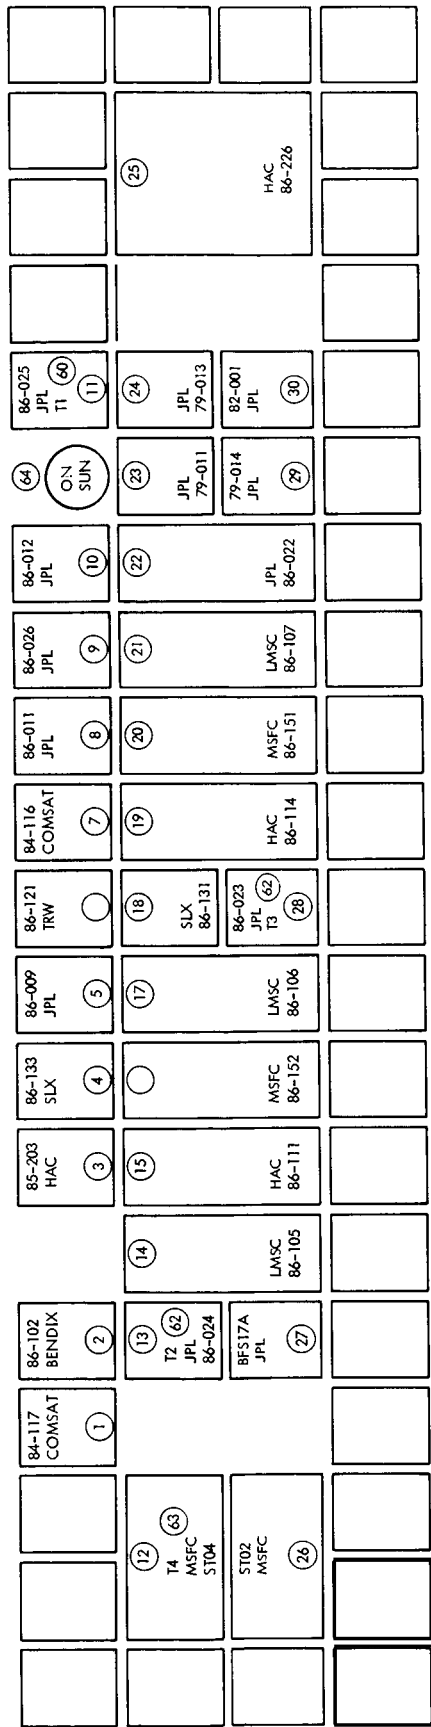 84-117
COMSAT
1
86-102
BENDIX
2
85-203
HAC
3
86-133
SLX
4
86-009
JPL
5
86-121
TRW
84-116
COMSAT
7
86-011
JPL
8
86-026
JPL
9
86-012
JPL
10
64
ON
SUN
86-025
JPL 60
T1
11
12
T4 63
MSFC
ST04
13
T2 62
JPL
86-024
14
LMSC
86-105
15
HAC
86-111
MSFC
86-152
17
LMSC
86-106
18
SLX
86-131
19
HAC
86-114
20
MSFC
86-151
21
LMSC
86-107
22
JPL
86-022
23
JPL
79-011
24
JPL
79-013
25
HAC
86-226
ST02
MSFC
26
BFS17A
JPL
27
86-023
JPL 62
T3
28
79-014
JPL
29
82-001
JPL
30